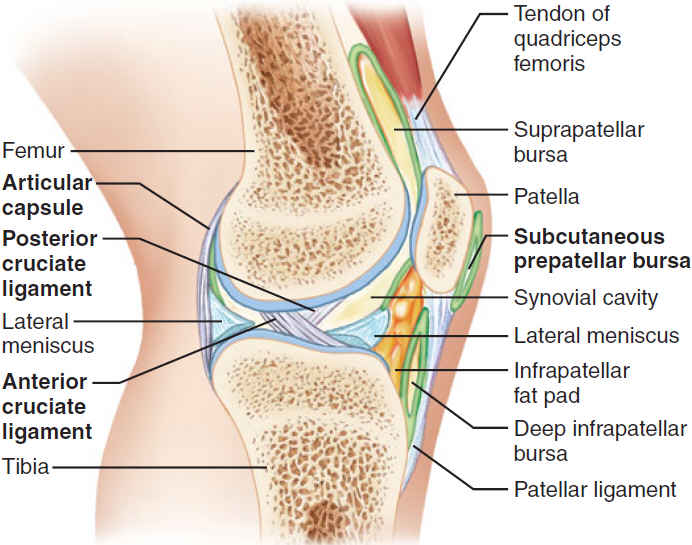 Tendon of
quadriceps
femoris
Suprapatellar
bursa
Femur
Articular
capsule
Patella
Posterior
cruciate
ligament
Subcutaneous
prepatellar bursa
Synovial cavity
Lateral
meniscus
Lateral meniscus
Infrapatellar
fat pad
Anterior
cruciate
ligament
Deep infrapatellar
bursa
Tibia
Patellar ligament